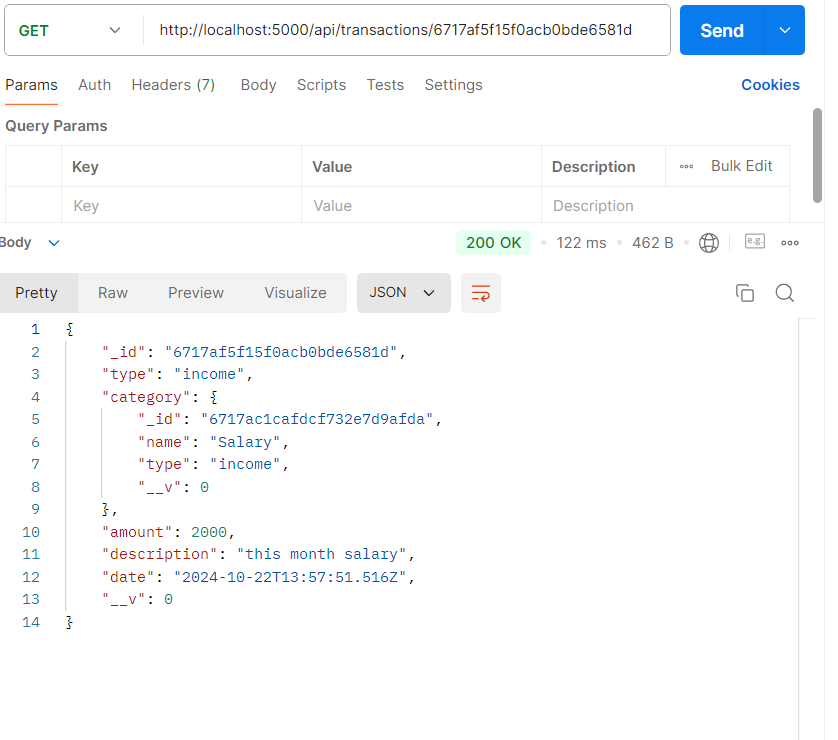 GET http://localhost:5000/api/transactions/6717af5f15f0acb0bde6581d Send
Params Auth Headers (7) Body Scripts Tests Settings Cookies
Query Params
Key Value Description Bulk Edit
Key Value Description
Body 200 OK 122 ms 462 B e.g.
Pretty Raw Preview Visualize JSON
1 {
2 "_id": "6717af5f15f0acb0bde6581d",
3 "type": "income",
4 "category": {
5 "_id": "6717ac1cafdcf732e7d9afda",
6 "name": "Salary",
7 "type": "income",
8 "__v": 0
9 },
10 "amount": 2000,
11 "description": "this month salary",
12 "date": "2024-10-22T13:57:51.516Z",
13 "__v": 0
14 }